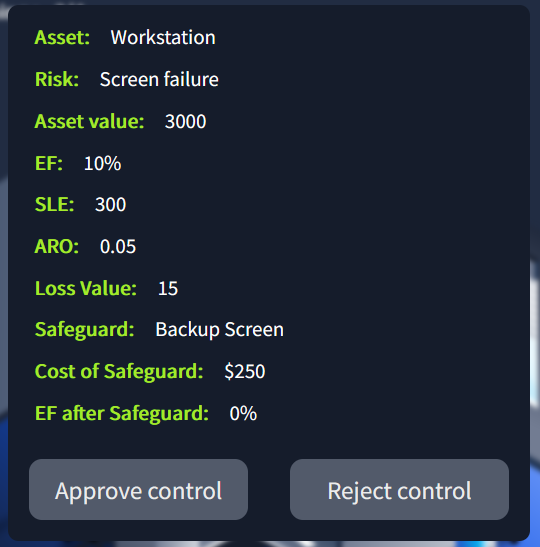 Asset: Workstation
Risk: Screen failure
Asset value: 3000
EF: 10%
SLE: 300
ARO: 0.05
Loss Value: 15
Safeguard: Backup Screen
Cost of Safeguard: $250
EF after Safeguard: 0%
Approve control Reject control